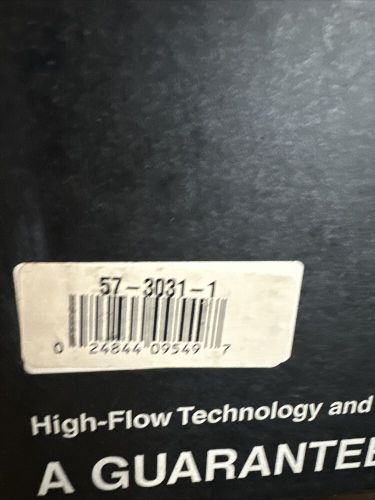 57-3031-1
0 24844 09549 7
High-Flow Technology and
A GUARANTEE